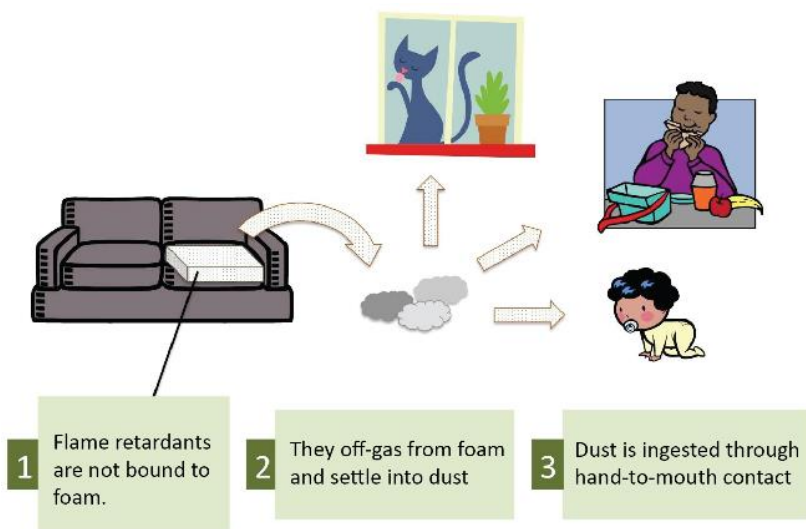 1
Flame retardants
are not bound to
foam.
2
They off-gas from foam
and settle into dust
3
Dust is ingested through
hand-to-mouth contact